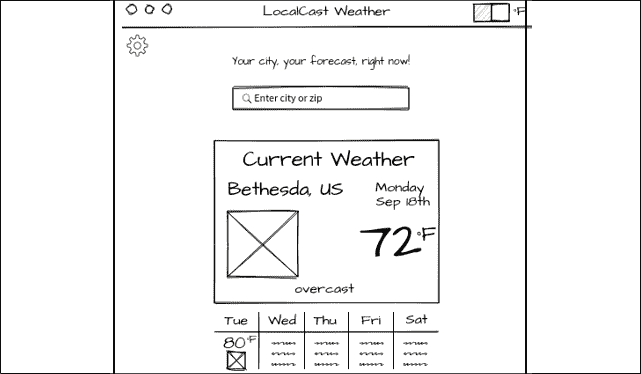 LocalCast Weather
°F
Your city, your forecast, right now!
Enter city or zip
Current Weather
Bethesda, US
Monday
Sep 18th
72°F
overcast
Tue Wed Thu Fri Sat
80°F